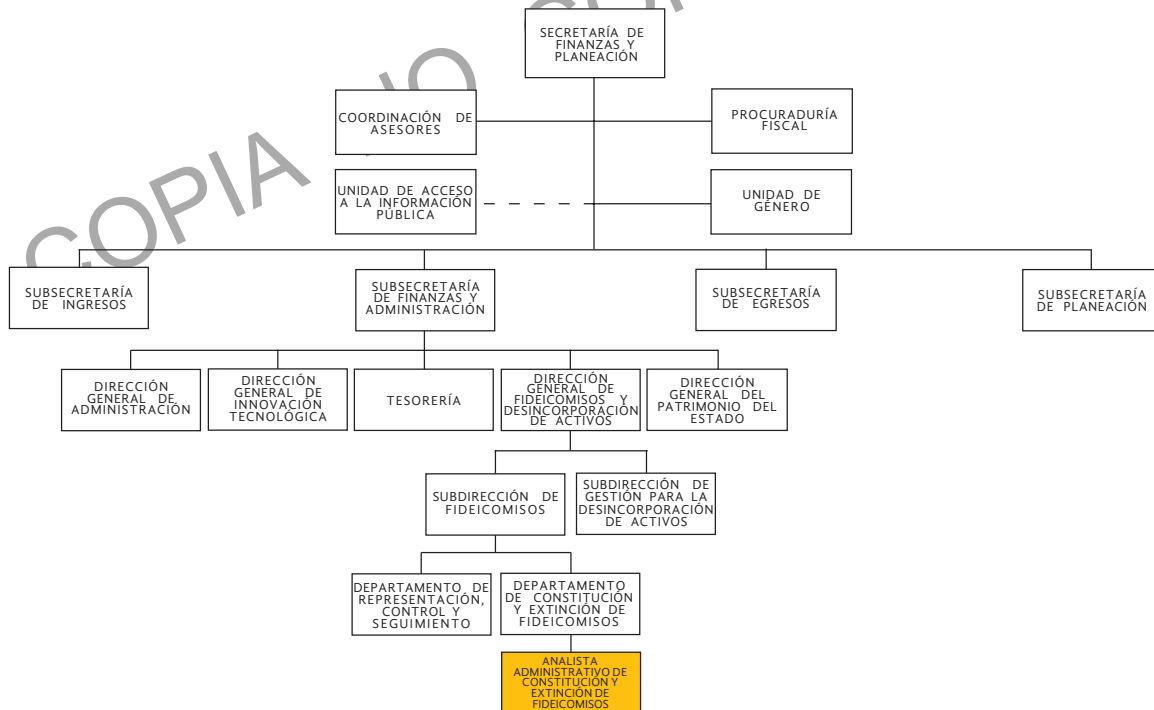 SECRETARÍA DE
FINANZAS Y
PLANEACIÓN
COORDINACIÓN DE
ASESORES
PROCURADURÍA
FISCAL
UNIDAD DE ACCESO
A LA INFORMACIÓN
PÚBLICA
UNIDAD DE
GÉNERO
COPIA
SUBSECRETARÍA
DE INGRESOS
SUBSECRETARÍA
DE FINANZAS Y
ADMINISTRACIÓN
SUBSECRETARÍA
DE EGRESOS
SUBSECRETARÍA
DE PLANEACIÓN
DIRECCIÓN
GENERAL DE
ADMINISTRACIÓN
DIRECCIÓN
GENERAL DE
INNOVACIÓN
TECNOLÓGICA
TESORERÍA
DIRECCIÓN
GENERAL DE
FIDEICOMISOS Y
DESINCORPORACIÓN
DE ACTIVOS
DIRECCIÓN
GENERAL DEL
PATRIMONIO DEL
ESTADO
SUBDIRECCIÓN DE
FIDEICOMISOS
SUBDIRECCIÓN DE
GESTIÓN PARA LA
DESINCORPORACIÓN
DE ACTIVOS
DEPARTAMENTO DE
REPRESENTACIÓN,
CONTROL Y
SEGUIMIENTO
DEPARTAMENTO
DE CONSTITUCIÓN
Y EXTINCIÓN DE
FIDEICOMISOS
ANALISTA
ADMINISTRATIVO DE
CONSTITUCIÓN Y
EXTINCIÓN DE
FIDEICOMISOS